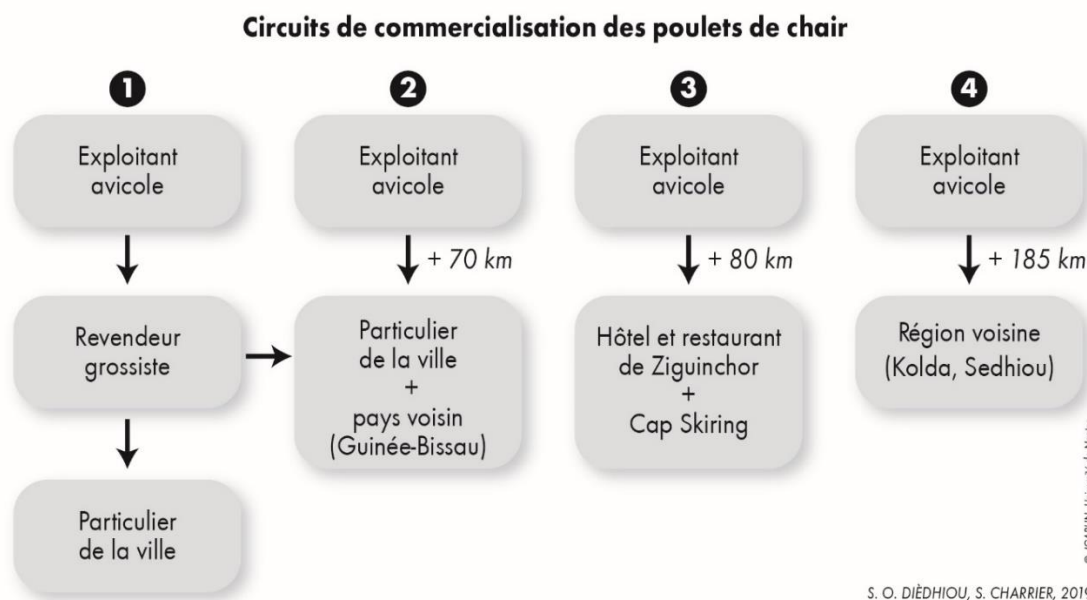 Circuits de commercialisation des poulets de chair
1
Exploitant
avicole
Revendeur
grossiste
Particulier
de la ville
2
Exploitant
avicole
+ 70 km
Particulier
de la ville
+
pays voisin
(Guinée-Bissau)
3
Exploitant
avicole
+ 80 km
Hôtel et restaurant
de Ziguinchor
+
Cap Skiring
4
Exploitant
avicole
+ 185 km
Région voisine
(Kolda, Sedhiou)
S. O. DIÈDHIOU, S. CHARRIER,